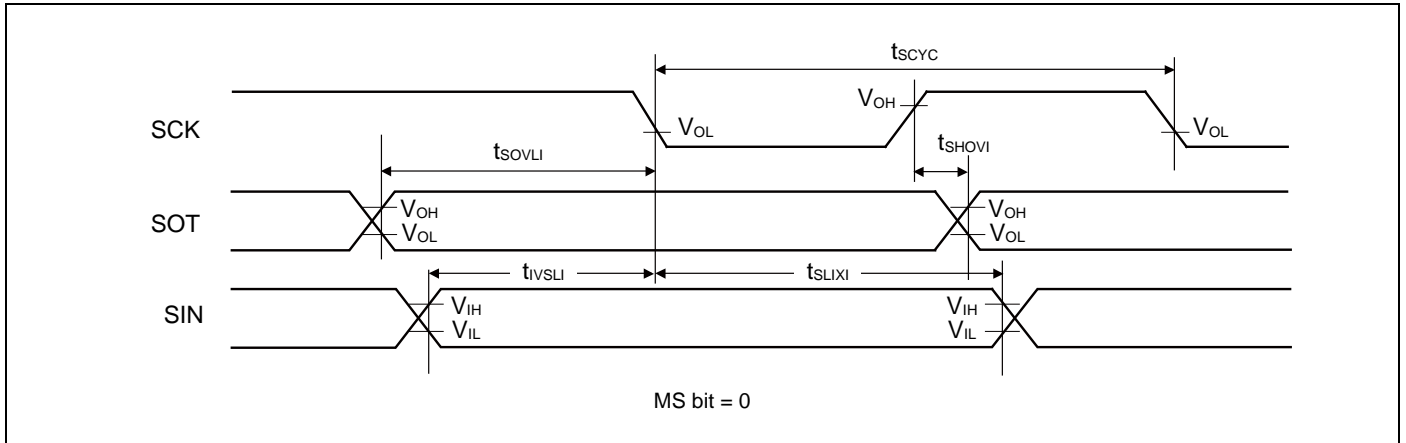 tSCYC
SCK
VOH
VOL
VOL
tSHOVI
tSOVLI
SOT
VOH
VOL
VOH
VOL
tIVSLI
tSLIXI
SIN
VIH
VIL
VIH
VIL
MS bit = 0